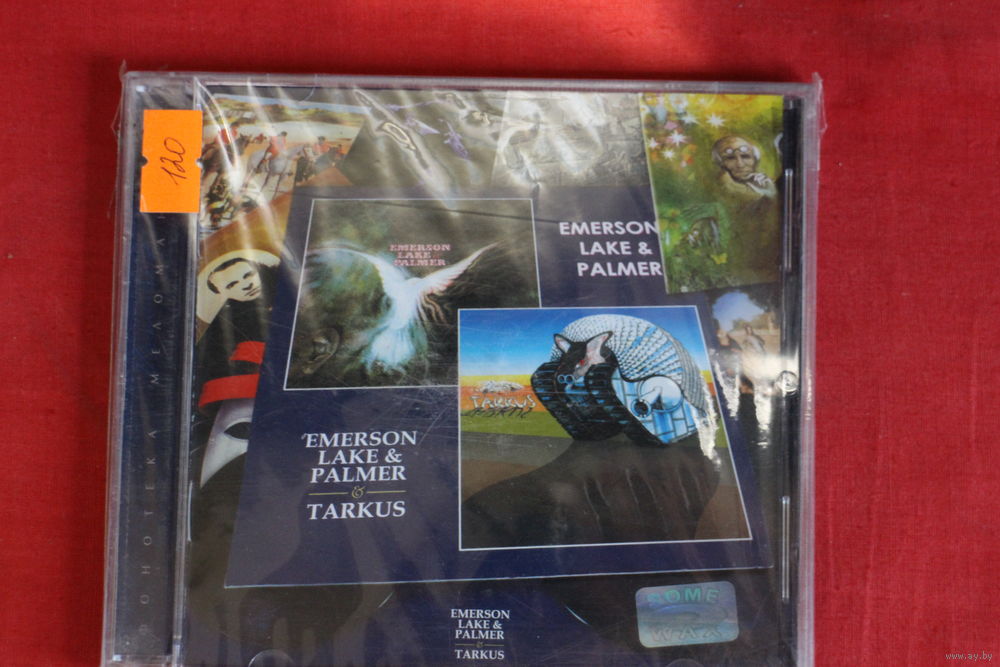 120
ФОНОТЕКА МЕЛОМАНА
EMERSON
LAKE &
PALMER
EMERSON
LAKE &
PALMER
TARKUS
EMERSON
LAKE &
PALMER
&
TARKUS
EMERSON
LAKE &
PALMER
&
TARKUS
SOME
WAX
www.ay.by